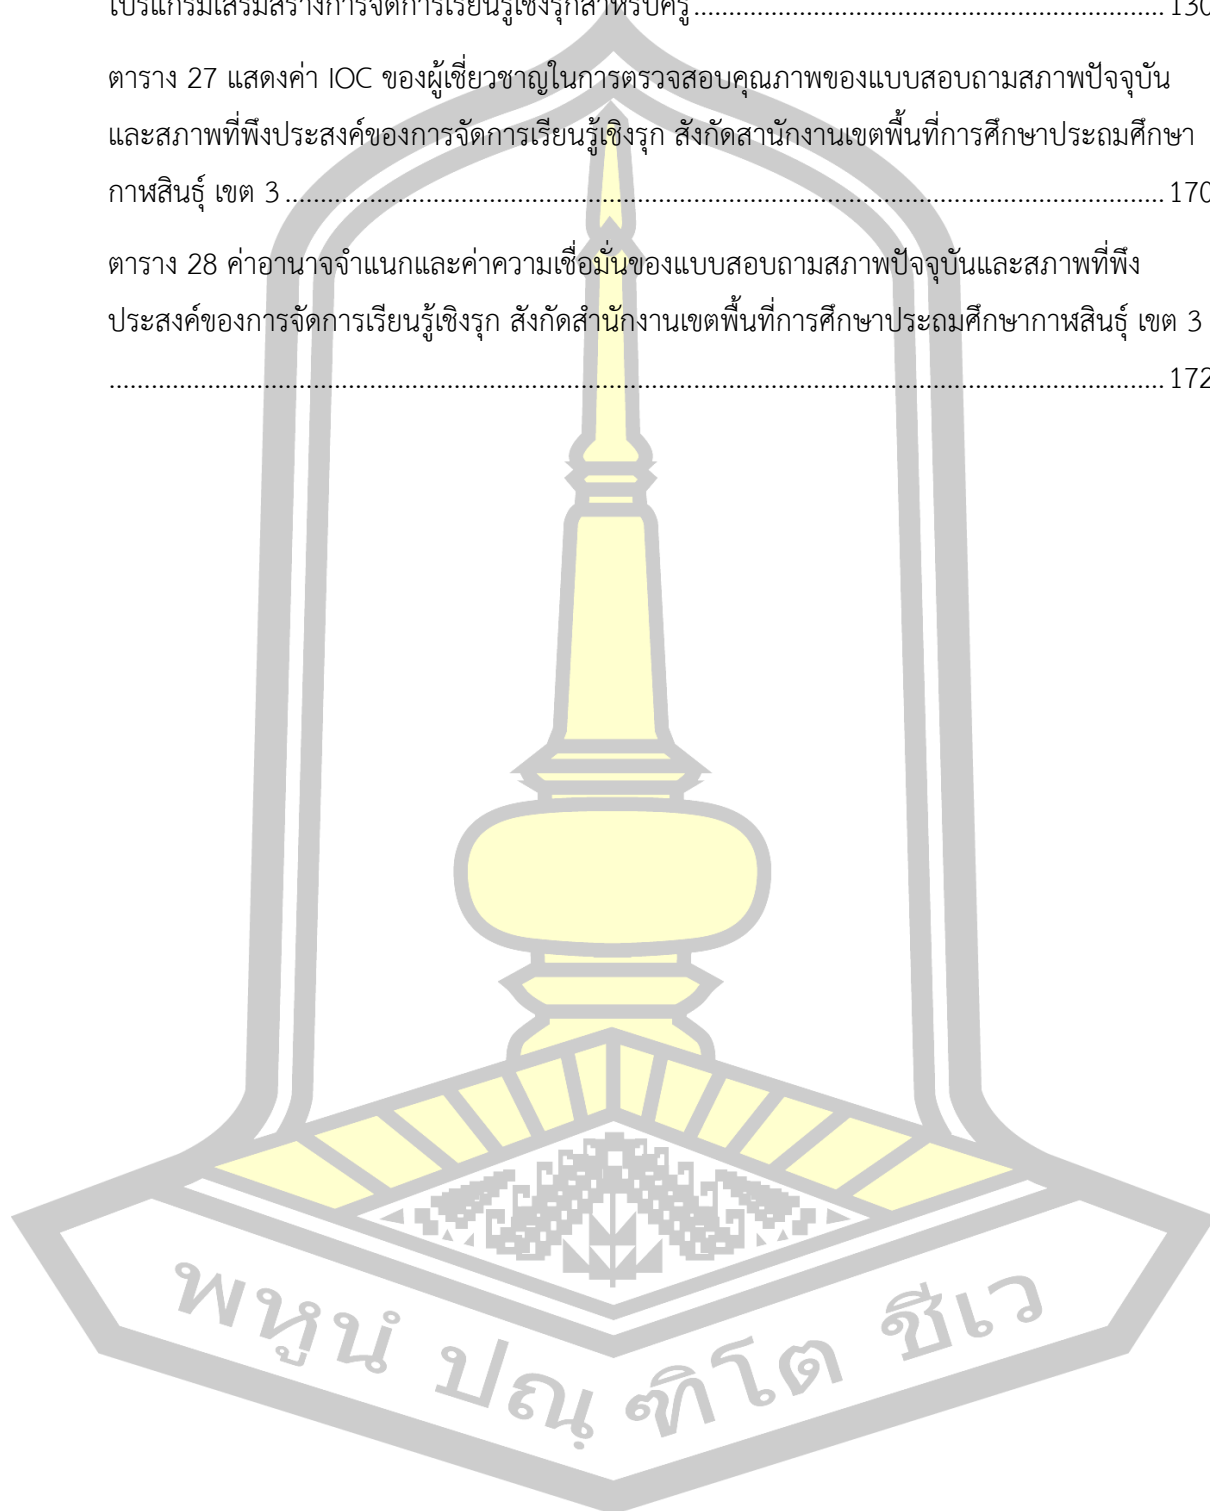 โปรแกรมเสริมสร้างการจัดการเรียนรู้เชิงรุกสำหรับครู ........................................................................ 130
ตาราง 27 แสดงค่า IOC ของผู้เชี่ยวชาญในการตรวจสอบคุณภาพของแบบสอบถามสภาพปัจจุบัน
และสภาพที่พึงประสงค์ของการจัดการเรียนรู้เชิงรุก สังกัดสานักงานเขตพื้นที่การศึกษาประถมศึกษา
กาฬสินธุ์ เขต 3 ........................................................................................................................ 170
ตาราง 28 ค่าอานาจจำแนกและค่าความเชื่อมั่นของแบบสอบถามสภาพปัจจุบันและสภาพที่พึง
ประสงค์ของการจัดการเรียนรู้เชิงรุก สังกัดสำนักงานเขตพื้นที่การศึกษาประถมศึกษากาฬสินธุ์ เขต 3
................................................................................................................................................ 172
พหูนํ ปณฺฑิโต ชีเว